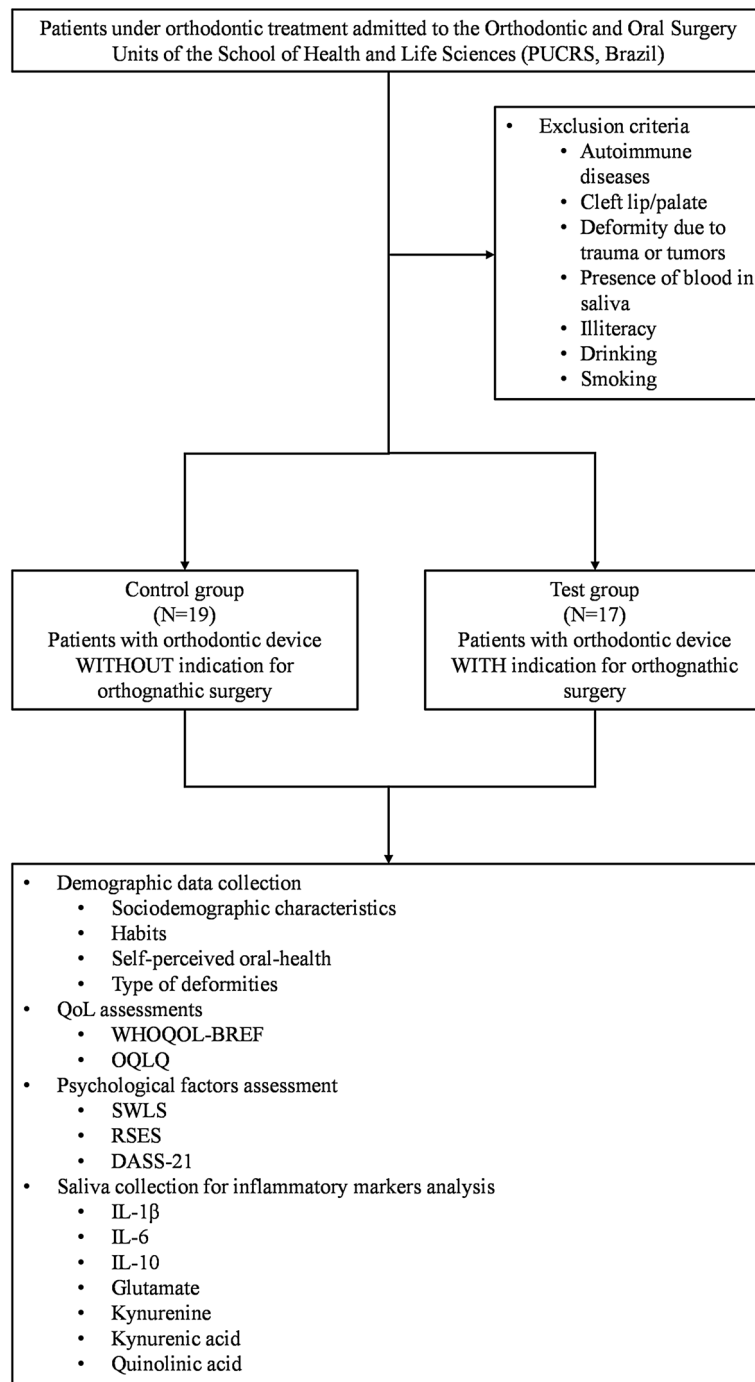 Patients under orthodontic treatment admitted to the Orthodontic and Oral Surgery
Units of the School of Health and Life Sciences (PUCRS, Brazil)
• Exclusion criteria
• Autoimmune
diseases
• Cleft lip/palate
• Deformity due to
trauma or tumors
• Presence of blood in
saliva
• Illiteracy
• Drinking
• Smoking
Control group
(N=19)
Patients with orthodontic device
WITHOUT indication for
orthognathic surgery
Test group
(N=17)
Patients with orthodontic device
WITH indication for orthognathic
surgery
• Demographic data collection
• Sociodemographic characteristics
• Habits
• Self-perceived oral-health
• Type of deformities
• QoL assessments
• WHOQOL-BREF
• OQLQ
• Psychological factors assessment
• SWLS
• RSES
• DASS-21
• Saliva collection for inflammatory markers analysis
• IL-1β
• IL-6
• IL-10
• Glutamate
• Kynurenine
• Kynurenic acid
• Quinolinic acid